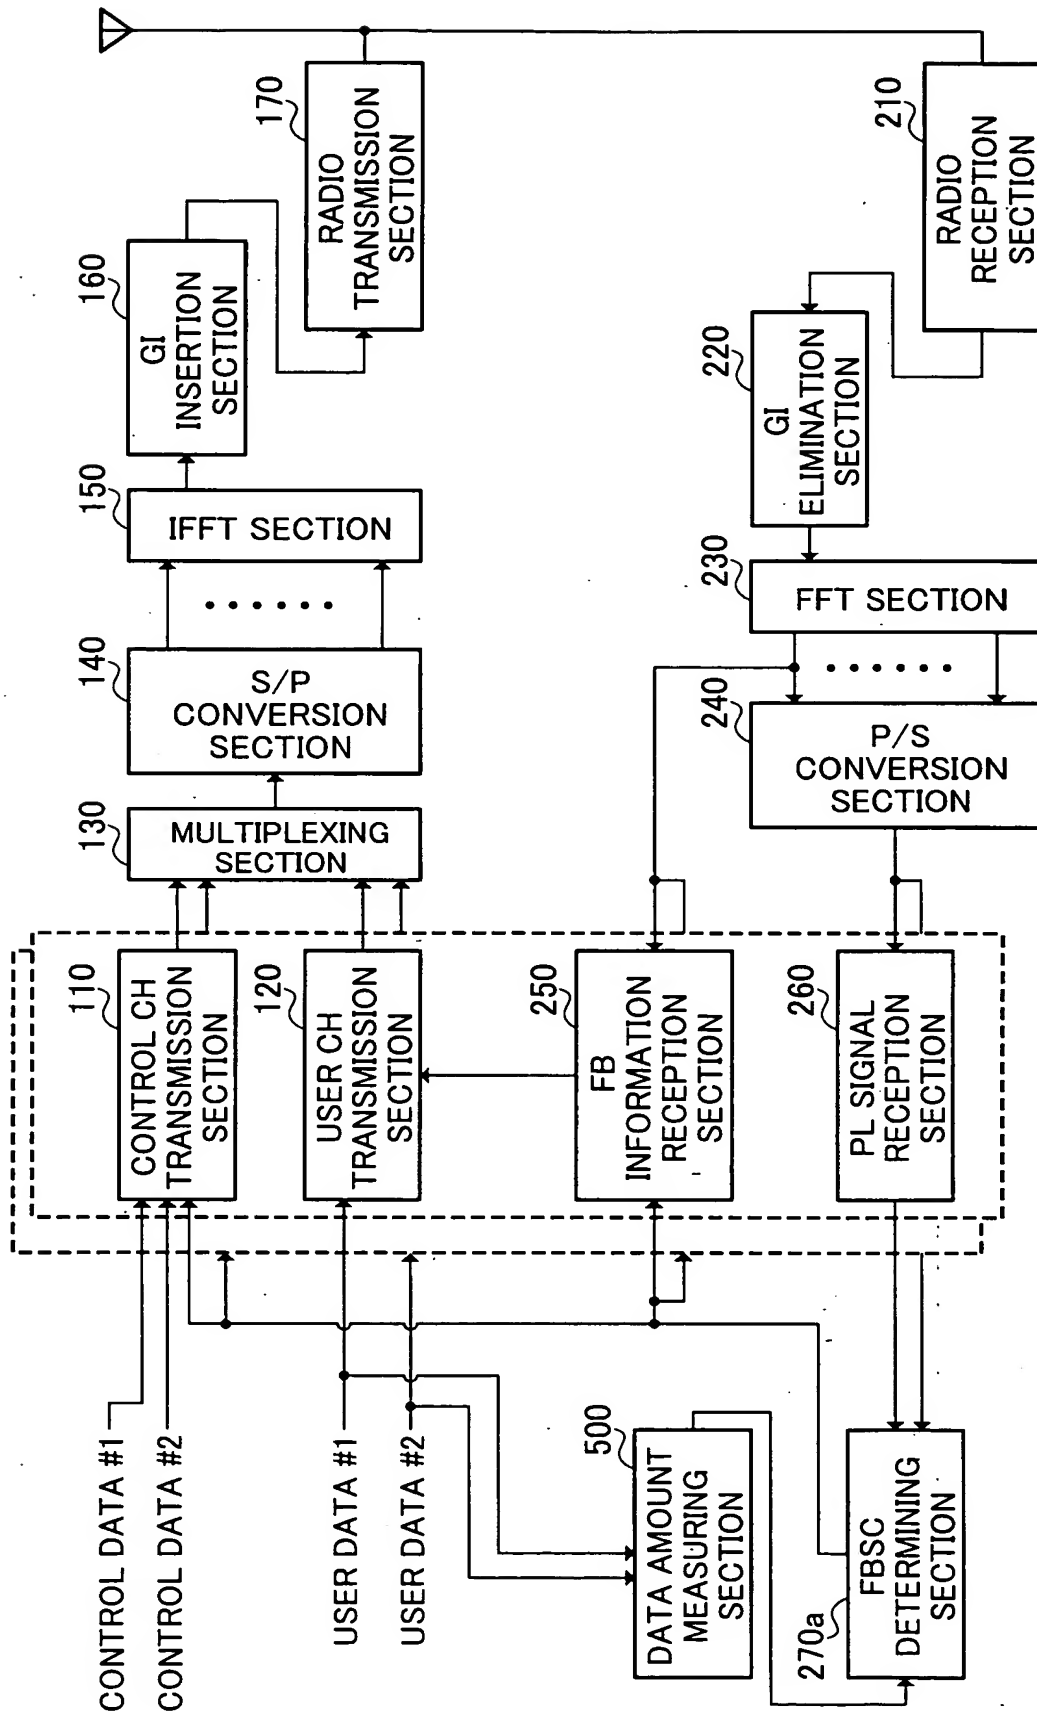 CONTROL DATA #1
CONTROL DATA #2
USER DATA #1
USER DATA #2
110
CONTROL CH
TRANSMISSION
SECTION
120
USER CH
TRANSMISSION
SECTION
130
MULTIPLEXING
SECTION
140
S/P
CONVERSION
SECTION
150
IFFT SECTION
160
GI
INSERTION
SECTION
170
RADIO
TRANSMISSION
SECTION
500
DATA AMOUNT
MEASURING
SECTION
270a
FBSC
DETERMINING
SECTION
250
FB
INFORMATION
RECEPTION
SECTION
260
PL SIGNAL
RECEPTION
SECTION
240
P/S
CONVERSION
SECTION
230
FFT SECTION
220
GI
ELIMINATION
SECTION
210
RADIO
RECEPTION
SECTION